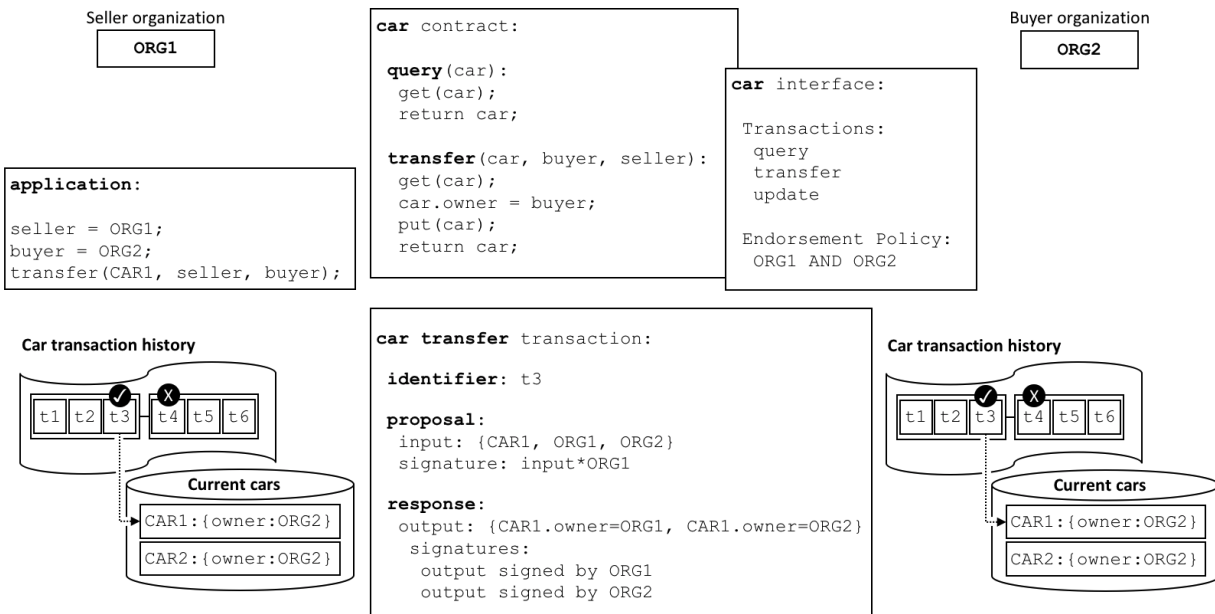 Seller organization
ORG1
Buyer organization
ORG2
car contract:
query(car):
get(car);
return car;
transfer(car, buyer, seller):
get(car);
car.owner = buyer;
put(car);
return car;
car interface:
Transactions:
query
transfer
update
Endorsement Policy:
ORG1 AND ORG2
application:
seller = ORG1;
buyer = ORG2;
transfer(CAR1, seller, buyer);
Car transaction history
✓ X
t1 t2 t3 t4 t5 t6
Current cars
CAR1:{owner:ORG2}
CAR2:{owner:ORG2}
car transfer transaction:
identifier: t3
proposal:
input: {CAR1, ORG1, ORG2}
signature: input*ORG1
response:
output: {CAR1.owner=ORG1, CAR1.owner=ORG2}
signatures:
output signed by ORG1
output signed by ORG2
Car transaction history
✓ X
t1 t2 t3 t4 t5 t6
Current cars
CAR1:{owner:ORG2}
CAR2:{owner:ORG2}